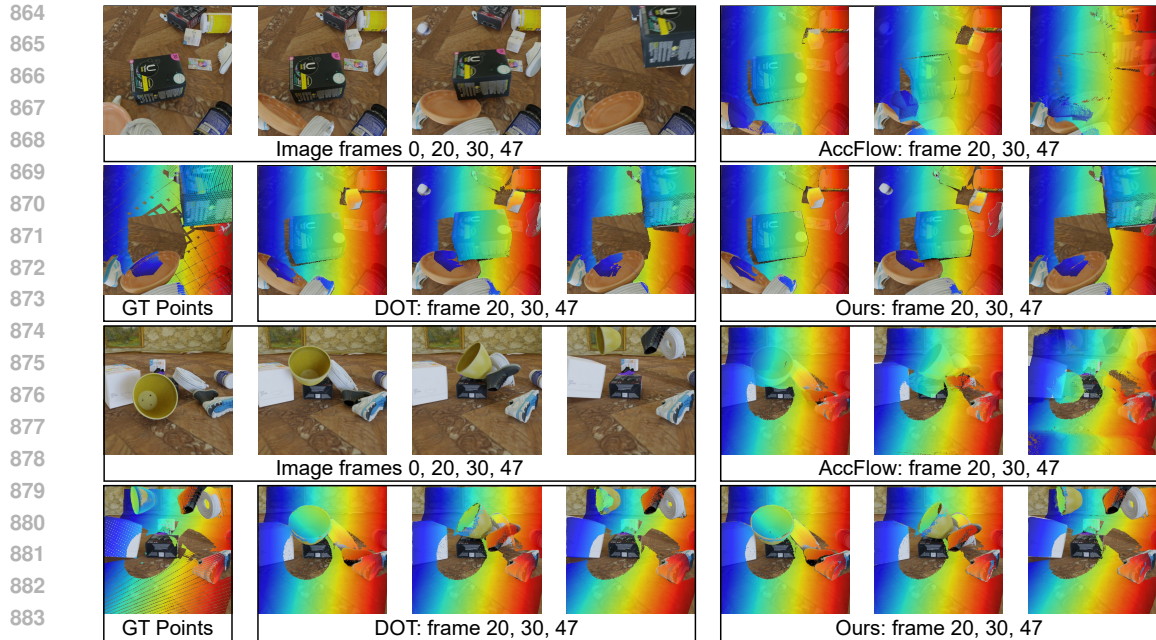 864
865
866
867
868
869
870
871
872
873
874
875
876
877
878
879
880
881
882
883
Image frames 0, 20, 30, 47
AccFlow: frame 20, 30, 47
GT Points
DOT: frame 20, 30, 47
Ours: frame 20, 30, 47
Image frames 0, 20, 30, 47
AccFlow: frame 20, 30, 47
GT Points
DOT: frame 20, 30, 47
Ours: frame 20, 30, 47